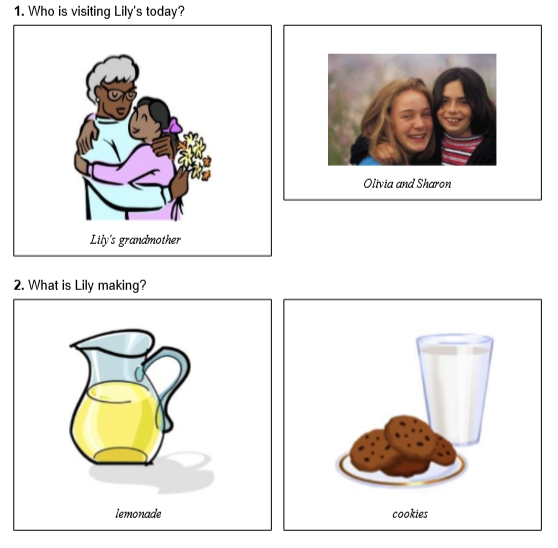 1. Who is visiting Lily's today?
Lily's grandmother
Olivia and Sharon
2. What is Lily making?
lemonade
cookies